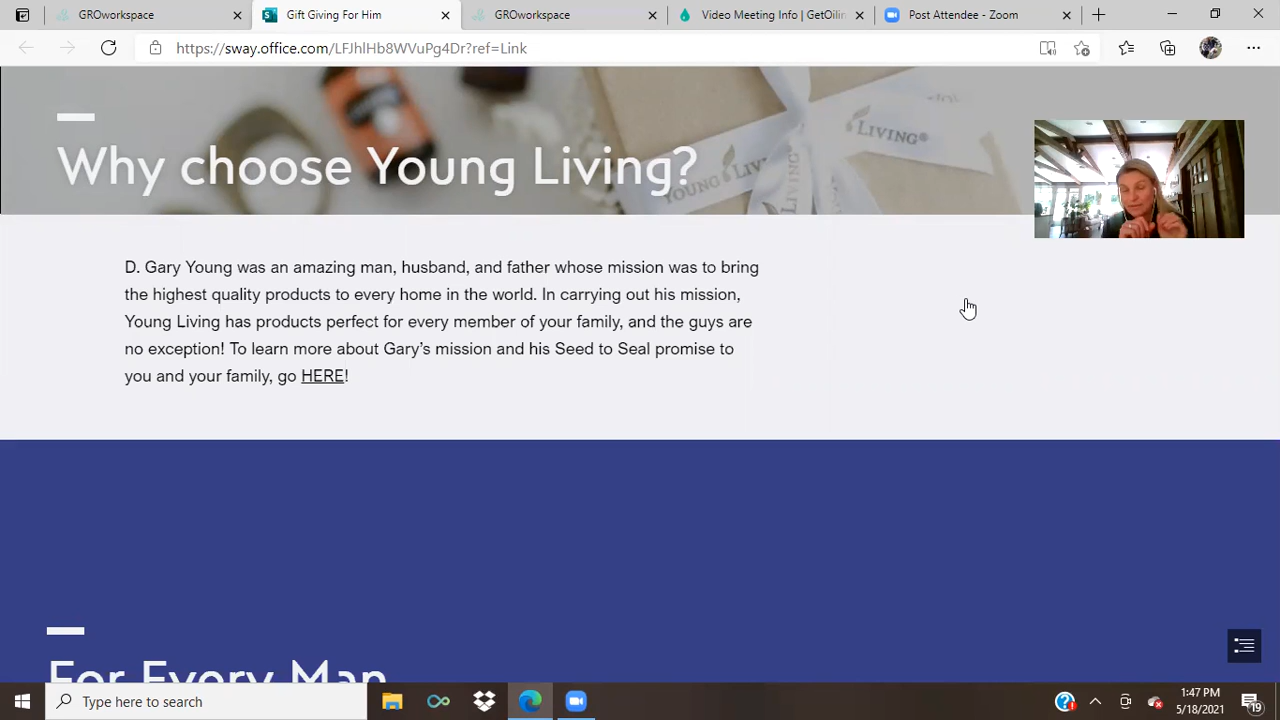 GROworkspace
Gift Giving For Him
GROworkspace
Video Meeting Info | GetOilin
Post Attendee - Zoom
https://sway.office.com/LFJhlHb8WVuPg4Dr?ref=Link
LIVING®
YOUNG LIVI
LIVING®
Why choose Young Living?
D. Gary Young was an amazing man, husband, and father whose mission was to bring
the highest quality products to every home in the world. In carrying out his mission,
Young Living has products perfect for every member of your family, and the guys are
no exception! To learn more about Gary's mission and his Seed to Seal promise to
you and your family, go HERE!
For Every Man
Type here to search
1:47 PM
5/18/2021
19